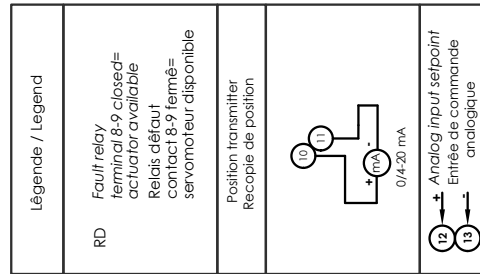 Légende / Legend
RD Fault relay
terminal 8-9 closed=
actuator available
Relais défaut
contact 8-9 fermê=
servomoteur disponible
Position transmitter
Recopie de position
10
11
+ mA -
0/4-20 mA
12 + Analog input setpoint
Entrêe de commande
13 - analogique